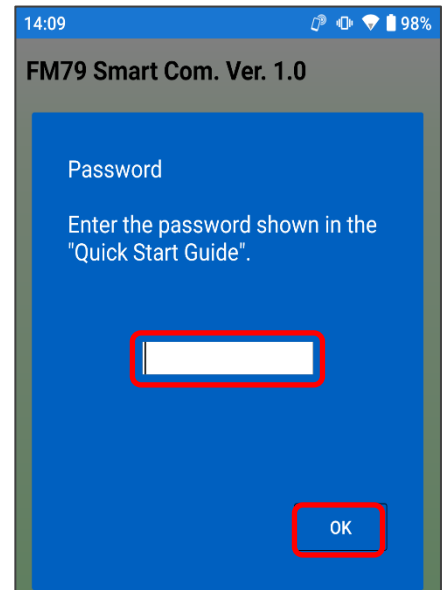 14:09 98%
FM79 Smart Com. Ver. 1.0
Password
Enter the password shown in the
"Quick Start Guide".
OK